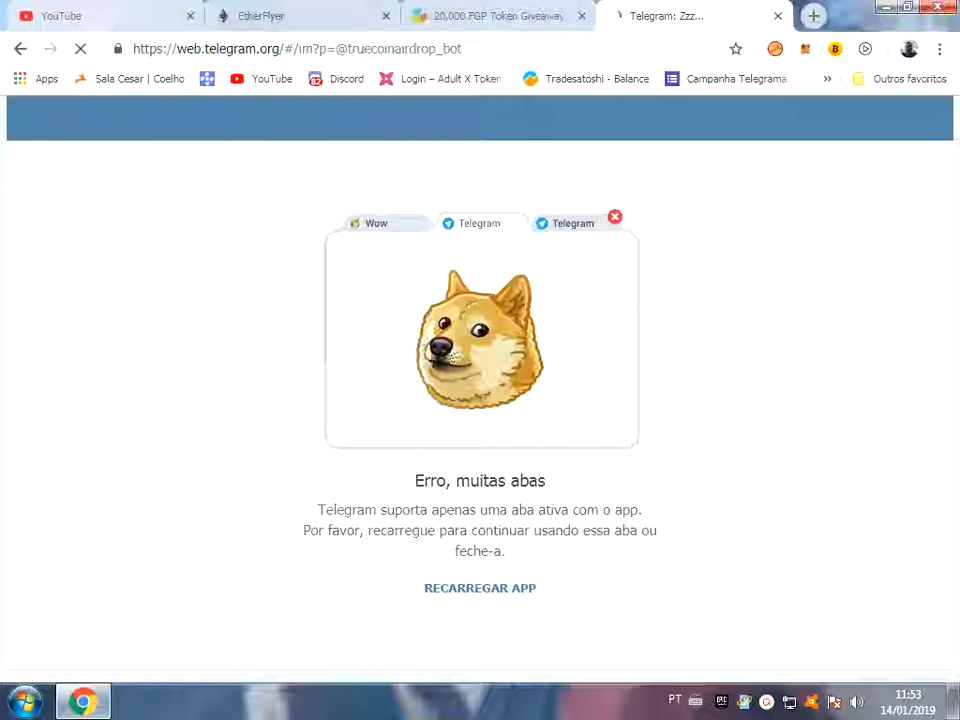 YouTube
EtherFlyer
20,000 FGP Token Giveaway
Telegram: Zzz...
https://web.telegram.org/#/im?p=@truecoinairdrop_bot
Apps
Sala Cesar | Coelho
YouTube
82
Discord
Login – Adult X Token
Tradesatoshi - Balance
Campanha Telegrama
»
Outros favoritos
Wow
Telegram
Telegram
Erro, muitas abas
Telegram suporta apenas uma aba ativa com o app.
Por favor, recarregue para continuar usando essa aba ou
feche-a.
RECARREGAR APP
PT
11:53
14/01/2019